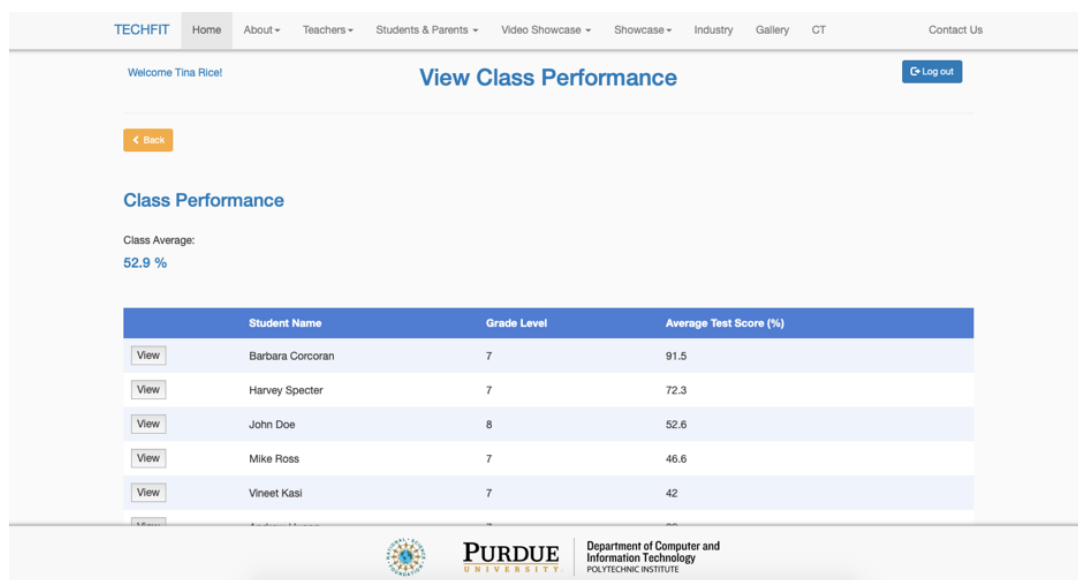 TECHFIT Home About Teachers Students & Parents Video Showcase Showcase Industry Gallery CT Contact Us
Welcome Tina Rice!
View Class Performance
Log out
Back
Class Performance
Class Average:
52.9 %
Student Name Grade Level Average Test Score (%)
View Barbara Corcoran 7 91.5
View Harvey Specter 7 72.3
View John Doe 8 52.6
View Mike Ross 7 46.6
View Vineet Kasi 7 42
NATIONAL SCIENCE FOUNDATION
PURDUE
UNIVERSITY
Department of Computer and
Information Technology
POLYTECHNIC INSTITUTE